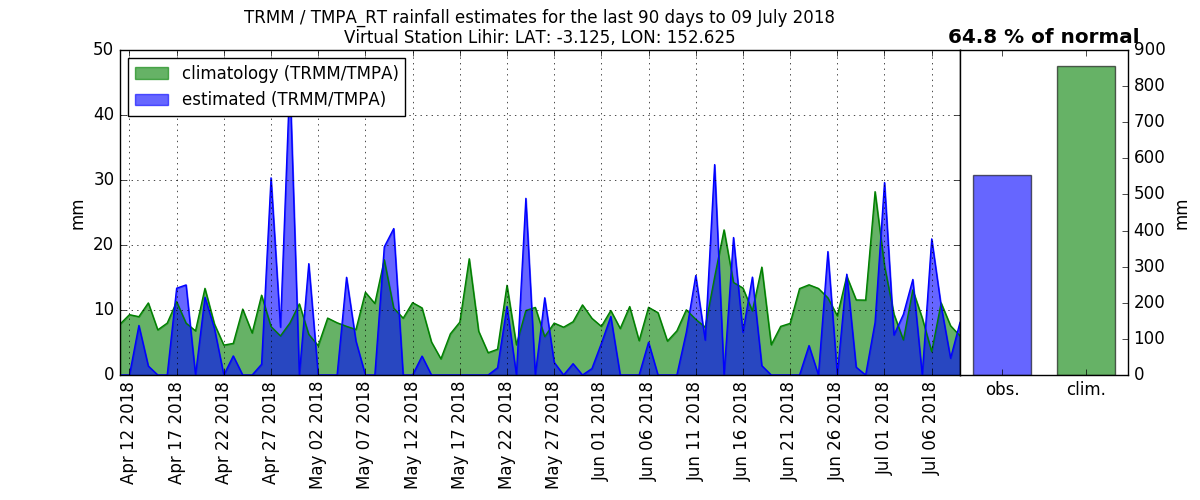 TRMM / TMPA_RT rainfall estimates for the last 90 days to 09 July 2018
Virtual Station Lihir: LAT: -3.125, LON: 152.625
64.8 % of normal
climatology (TRMM/TMPA)
estimated (TRMM/TMPA)
50
40
30
20
10
0
mm
Apr 12 2018
Apr 17 2018
Apr 22 2018
Apr 27 2018
May 02 2018
May 07 2018
May 12 2018
May 17 2018
May 22 2018
May 27 2018
Jun 01 2018
Jun 06 2018
Jun 11 2018
Jun 16 2018
Jun 21 2018
Jun 26 2018
Jul 01 2018
Jul 06 2018
900
800
700
600
500
400
300
200
100
0
mm
obs.
clim.